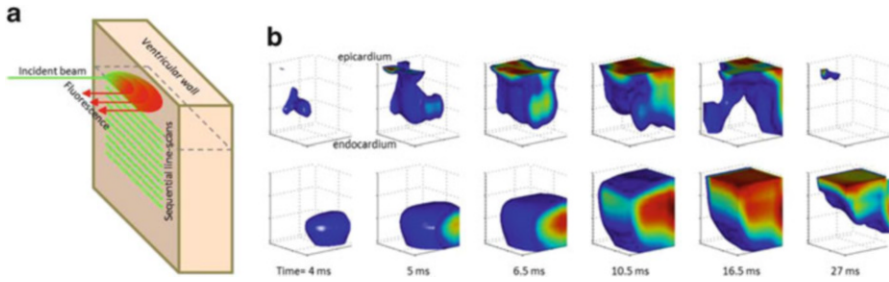 a
Incident beam
Fluorescence
Ventricular wall
Sequential line-scans
b
epicardium
endocardium
Time= 4 ms
5 ms
6.5 ms
10.5 ms
16.5 ms
27 ms